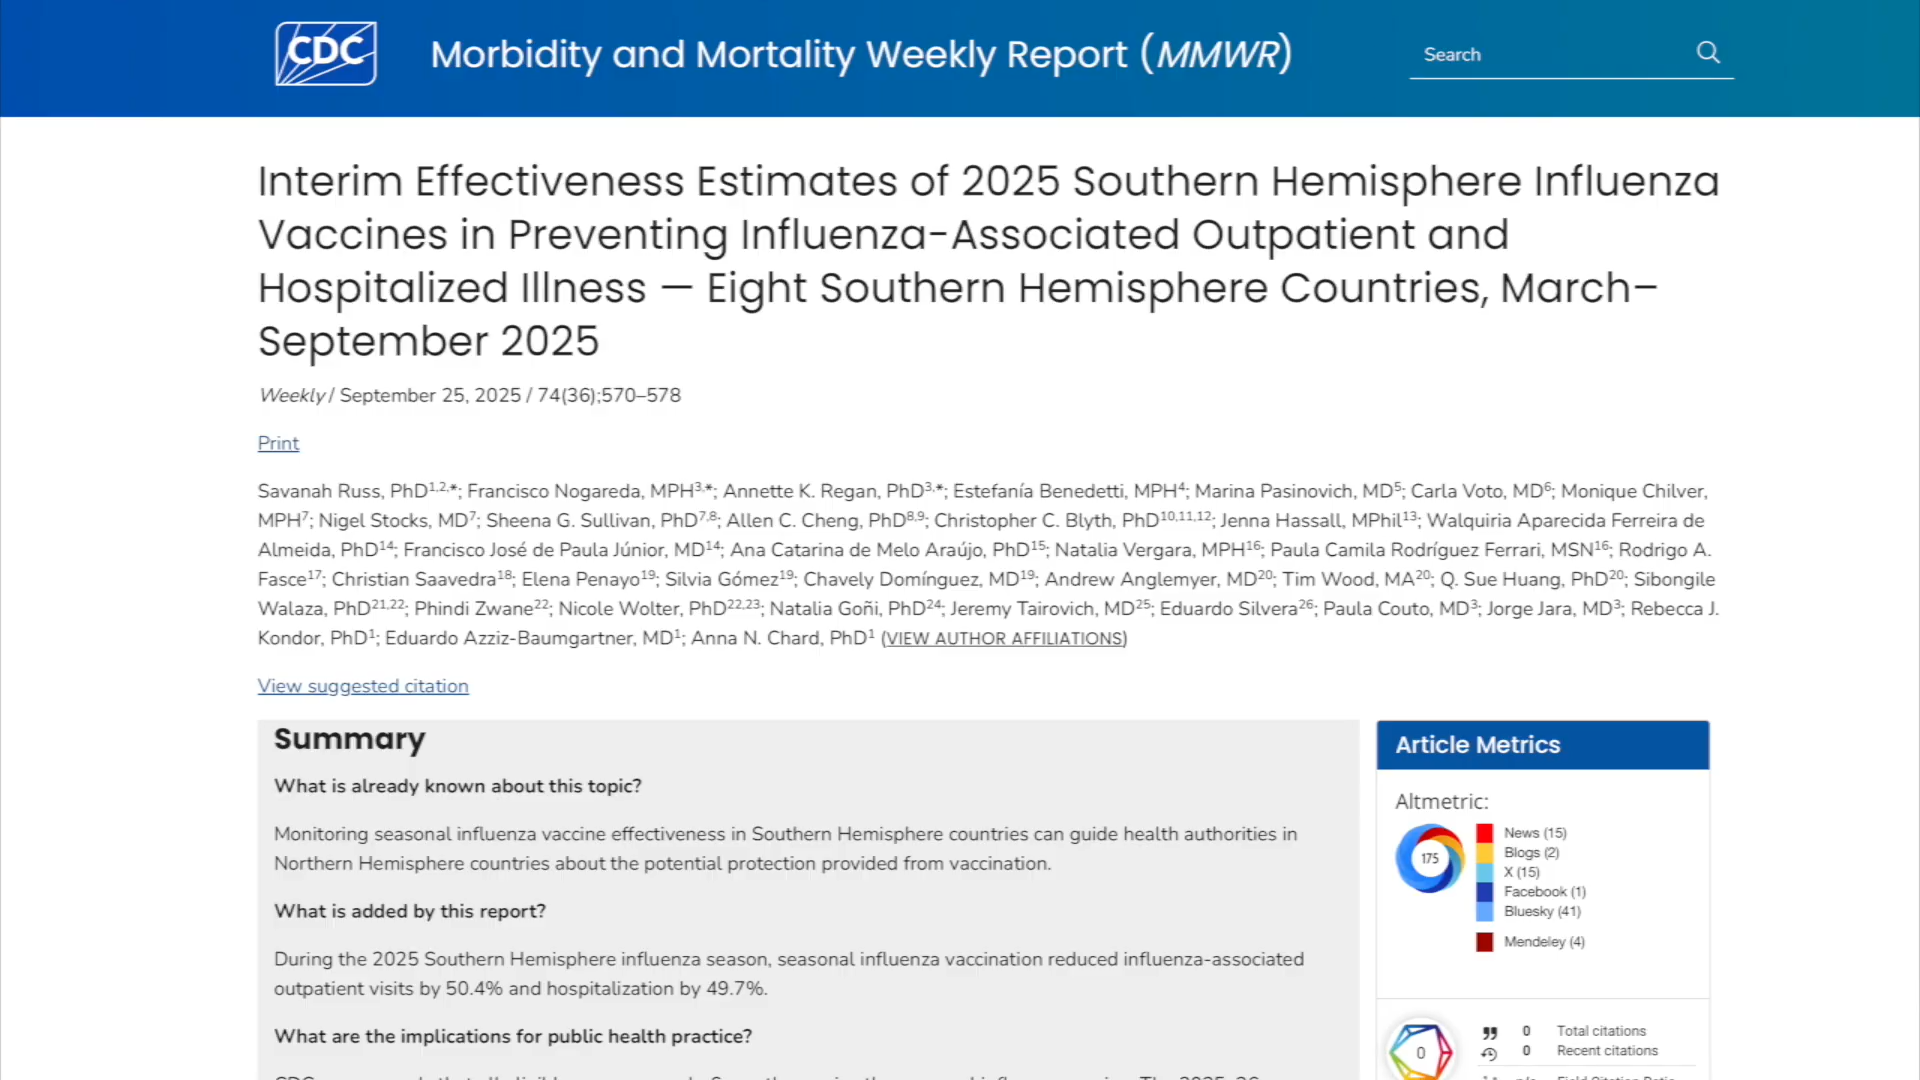 CDC
Morbidity and Mortality Weekly Report (MMWR)
Search
Interim Effectiveness Estimates of 2025 Southern Hemisphere Influenza
Vaccines in Preventing Influenza-Associated Outpatient and
Hospitalized Illness — Eight Southern Hemisphere Countries, March–
September 2025
Weekly / September 25, 2025 / 74(36);570–578
Print
Savanah Russ, PhD1,2,*; Francisco Nogareda, MPH3,*; Annette K. Regan, PhD3,*; Estefanía Benedetti, MPH4; Marina Pasinovich, MD5; Carla Voto, MD6; Monique Chilver,
MPH7; Nigel Stocks, MD7; Sheena G. Sullivan, PhD7,8; Allen C. Cheng, PhD8,9; Christopher C. Blyth, PhD10,11,12; Jenna Hassall, MPhil13; Walquiria Aparecida Ferreira de
Almeida, PhD14; Francisco José de Paula Júnior, MD14; Ana Catarina de Melo Araújo, PhD15; Natalia Vergara, MPH16; Paula Camila Rodríguez Ferrari, MSN16; Rodrigo A.
Fasce17; Christian Saavedra18; Elena Penayo19; Silvia Gómez19; Chavely Domínguez, MD19; Andrew Anglemyer, MD20; Tim Wood, MA20; Q. Sue Huang, PhD20; Sibongile
Walaza, PhD21,22; Phindi Zwane22; Nicole Wolter, PhD22,23; Natalia Goñi, PhD24; Jeremy Tairovich, MD25; Eduardo Silvera26; Paula Couto, MD3; Jorge Jara, MD3; Rebecca J.
Kondor, PhD1; Eduardo Azziz-Baumgartner, MD1; Anna N. Chard, PhD1 (VIEW AUTHOR AFFILIATIONS)
View suggested citation
Summary
What is already known about this topic?
Monitoring seasonal influenza vaccine effectiveness in Southern Hemisphere countries can guide health authorities in
Northern Hemisphere countries about the potential protection provided from vaccination.
What is added by this report?
During the 2025 Southern Hemisphere influenza season, seasonal influenza vaccination reduced influenza-associated
outpatient visits by 50.4% and hospitalization by 49.7%.
What are the implications for public health practice?
Article Metrics
Altmetric:
175
News (15)
Blogs (2)
X (15)
Facebook (1)
Bluesky (41)
Mendeley (4)
0
0 Total citations
0 Recent citations